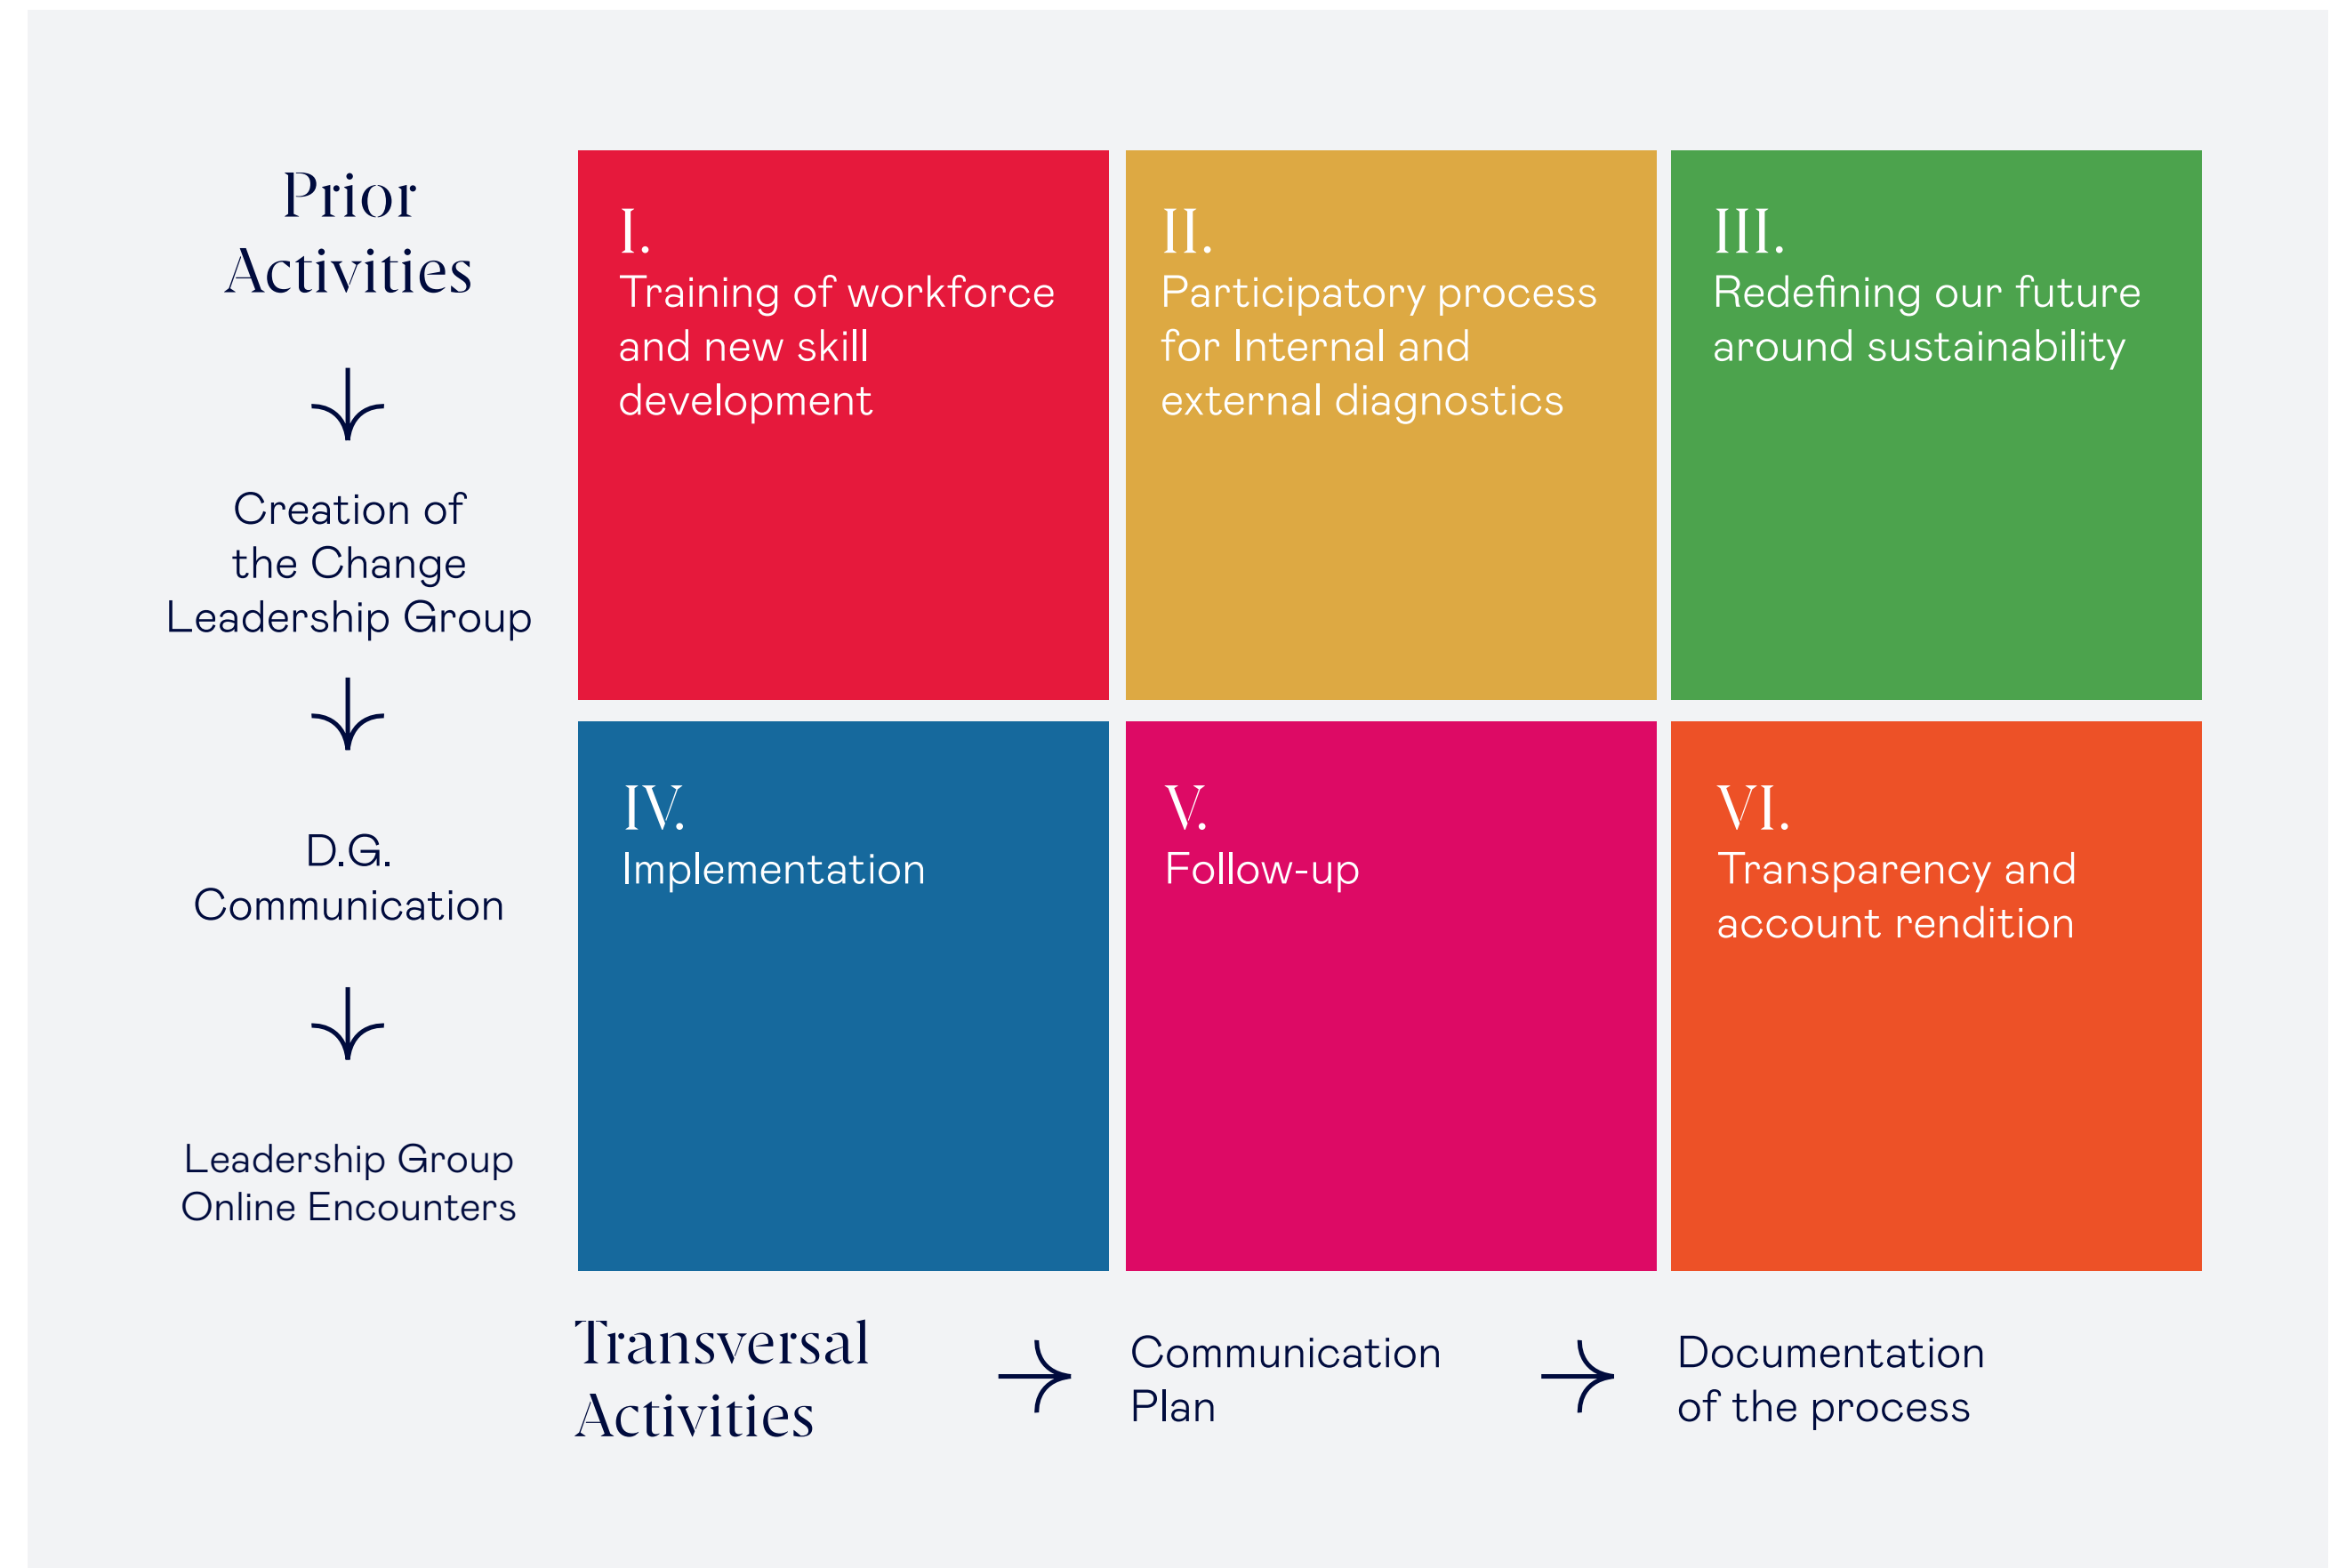 Prior
Activities
Creation of
the Change
Leadership Group
D.G.
Communication
Leadership Group
Online Encounters
I.
Training of workforce
and new skill
development
II.
Participatory process
for Internal and
external diagnostics
III.
Redefining our future
around sustainability
IV.
Implementation
V.
Follow-up
VI.
Transparency and
account rendition
Transversal
Activities
Communication
Plan
Documentation
of the process